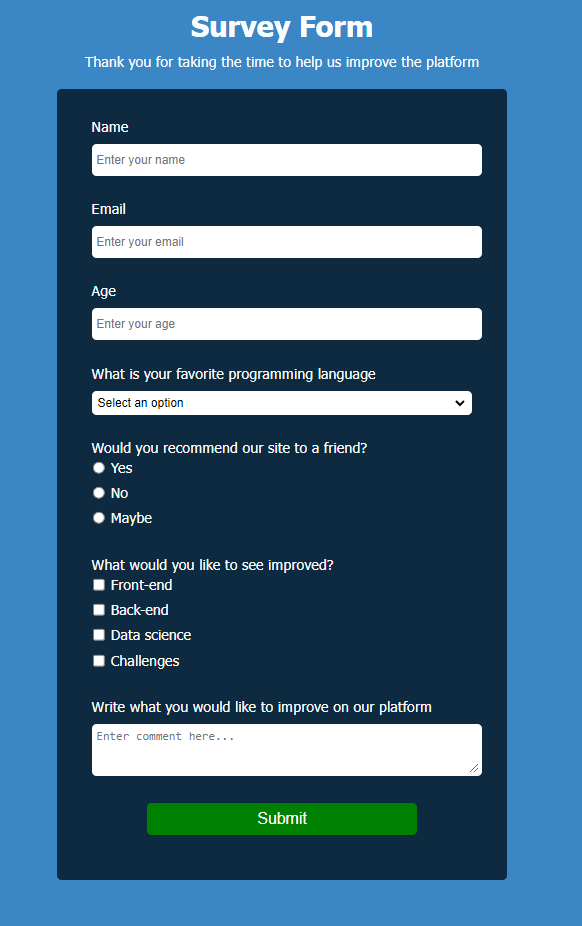 Survey Form
Thank you for taking the time to help us improve the platform
Name
Enter your name
Email
Enter your email
Age
Enter your age
What is your favorite programming language
Select an option
Would you recommend our site to a friend?
Yes
No
Maybe
What would you like to see improved?
Front-end
Back-end
Data science
Challenges
Write what you would like to improve on our platform
Enter comment here...
Submit